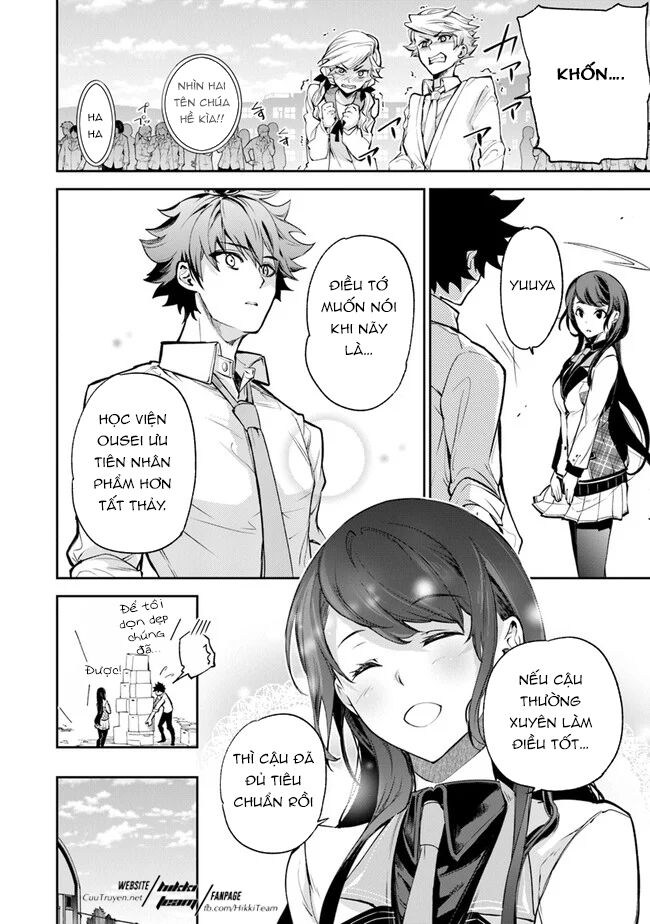 KHỐN....
NHÌN HAI
TÊN CHÚA
HỀ KÌA!!
HA
HA
YUUYA
ĐIỀU TỚ
MUỐN NÓI
KHI NÃY
LÀ...
HỌC VIỆN
OUSEI ƯU
TIÊN NHÂN
PHẨM HƠN
TẤT THẢY.
NẾU CẬU
THƯỜNG
XUYÊN LÀM
ĐIỀU TỐT...
THÌ CẬU ĐÃ
ĐỦ TIÊU
CHUẨN RỒI
Để tôi
dọn dẹp
chúng
đã...
Được!
WEBSITE
CuuTruyen.net
hikki
team
FANPAGE
fb.com/HikkiTeam